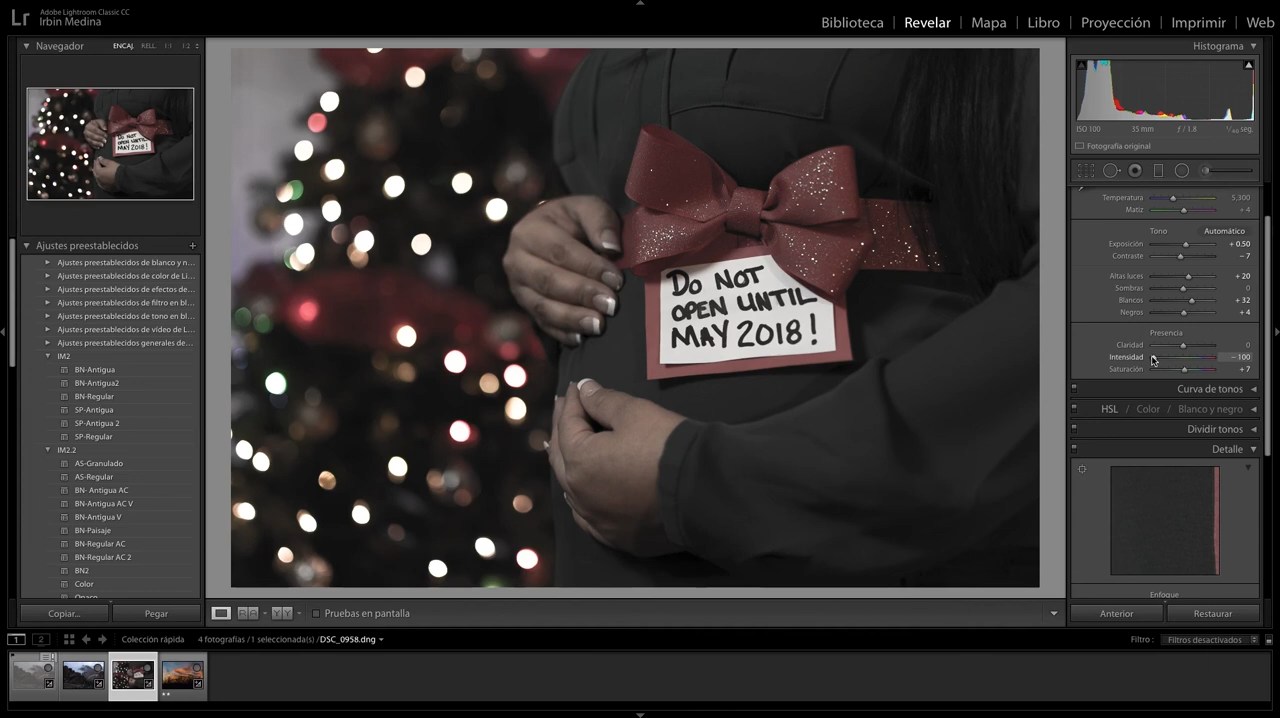 Lr
Adobe Lightroom Classic CC
Irbin Medina
Biblioteca | Revelar | Mapa | Libro | Proyección | Imprimir | Web
Navegador ENCAJ. RELL. 1:1 1:2
Ajustes preestablecidos +
Ajustes preestablecidos de blanco y n...
Ajustes preestablecidos de color de Li...
Ajustes preestablecidos de efectos de...
Ajustes preestablecidos de filtro en bl...
Ajustes preestablecidos de tono en bl...
Ajustes preestablecidos de vídeo de L...
Ajustes preestablecidos generales de...
IM2
BN-Antigua
BN-Antigua2
BN-Regular
SP-Antigua
SP-Antigua 2
SP-Regular
IM2.2
AS-Granulado
AS-Regular
BN- Antigua AC
BN-Antigua AC V
BN-Antigua V
BN-Paisaje
BN-Regular AC
BN-Regular AC 2
BN2
Color
Opaco
Copiar... Pegar
DO NOT
OPEN UNTIL
MAY 2018!
Pruebas en pantalla
Histograma
ISO 100 35 mm ƒ / 1.8 1/40 seg.
Fotografía original
Temperatura 5,300
Matiz + 4
Tono Automático
Exposición + 0.50
Contraste - 7
Altas luces + 20
Sombras 0
Blancos + 32
Negros + 4
Presencia
Claridad 0
Intensidad - 100
Saturación + 7
Curva de tonos
HSL / Color / Blanco y negro
Dividir tonos
Detalle
Enfoque
Anterior Restaurar
1 2 Colección rápida 4 fotografías / 1 seleccionada(s) / DSC_0958.dng Filtro : Filtros desactivados